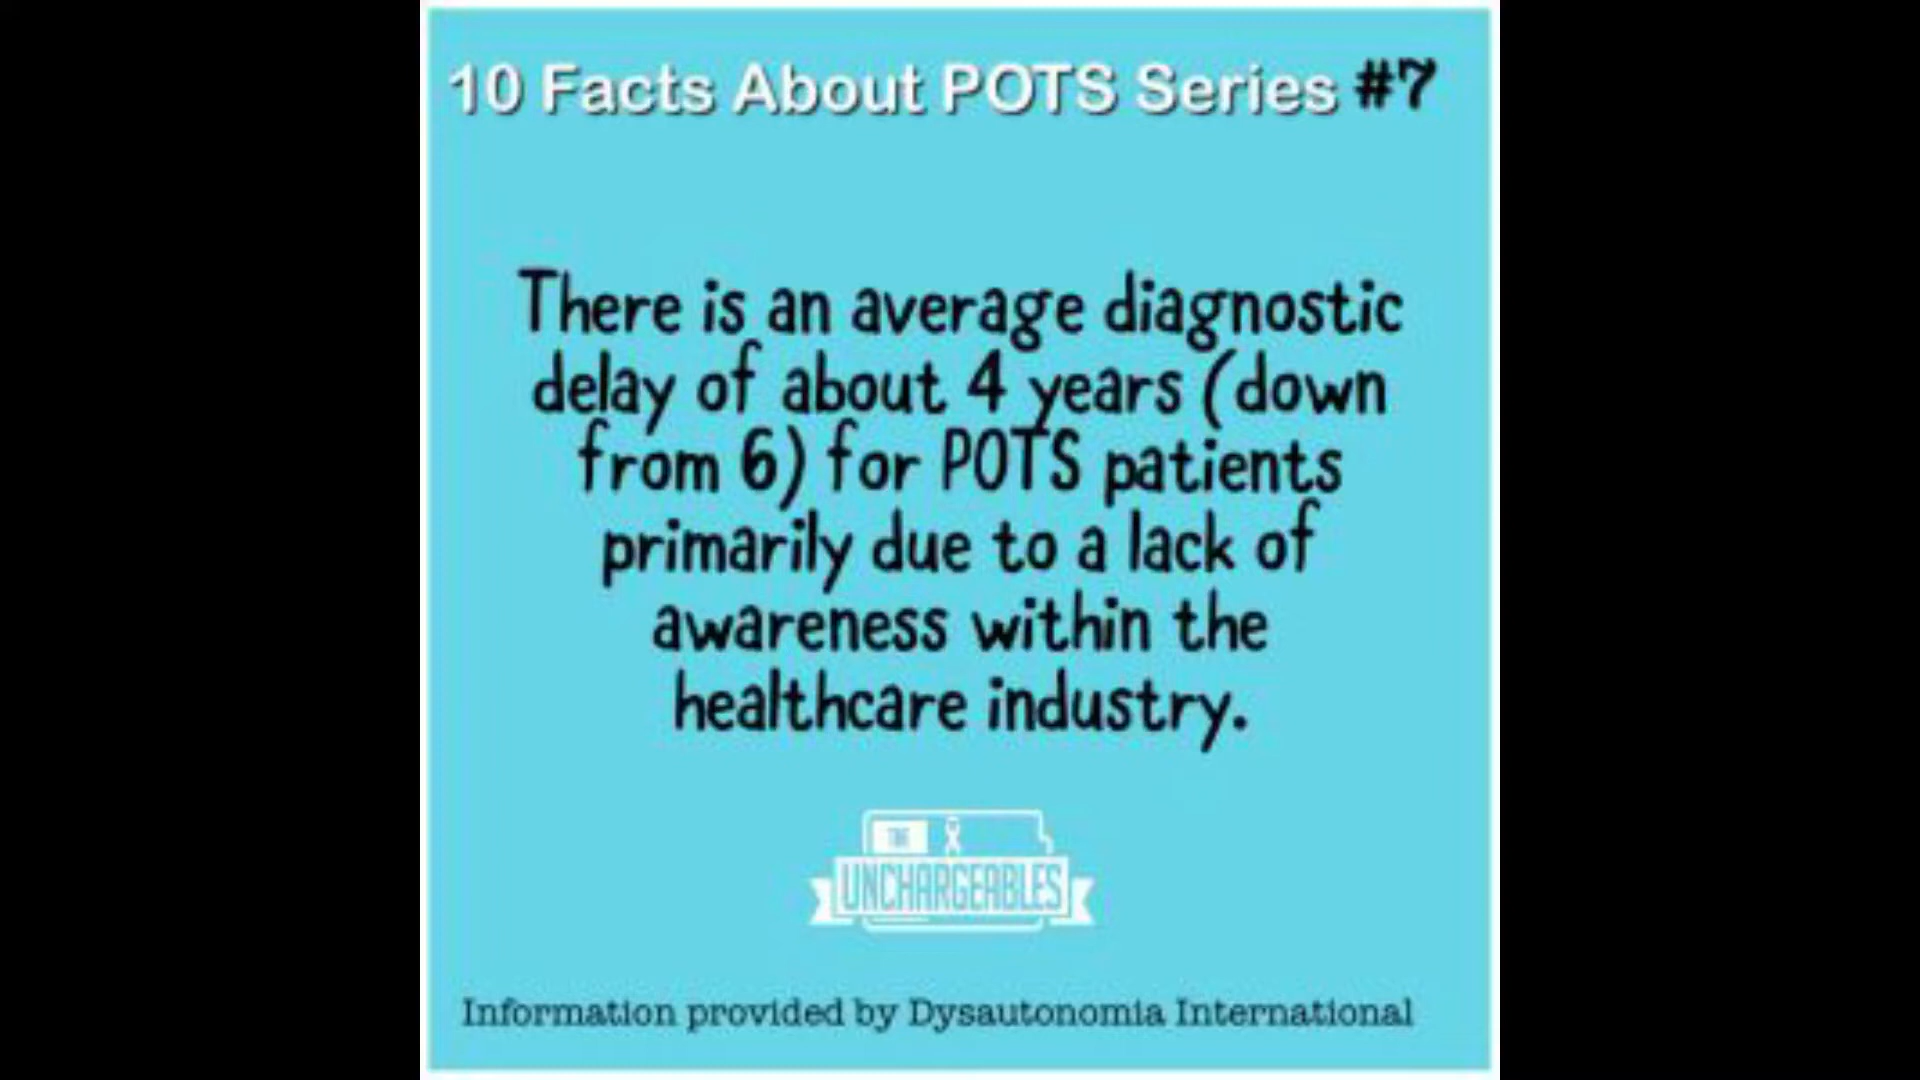 10 Facts About POTS Series #7
There is an average diagnostic
delay of about 4 years (down
from 6) for POTS patients
primarily due to a lack of
awareness within the
healthcare industry.
THE
UNCHARGEABLES
Information provided by Dysautonomia International